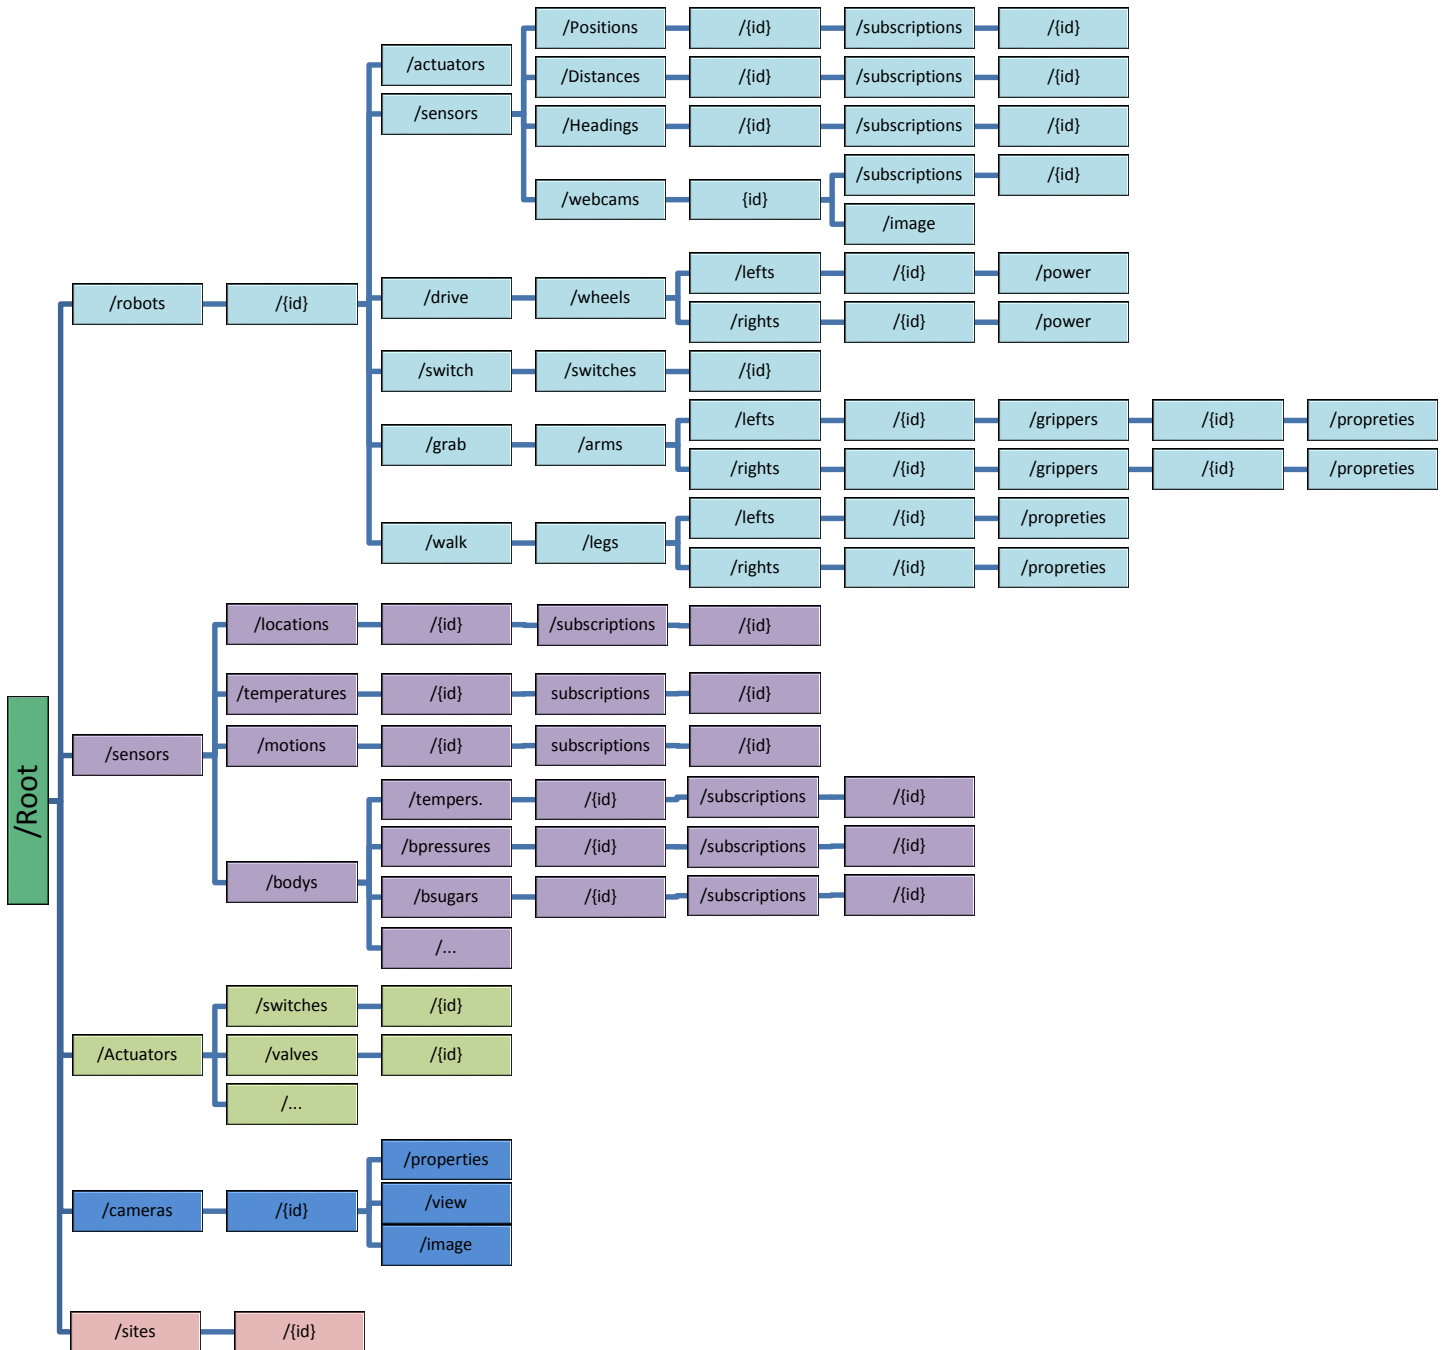 /Positions
/{id}
/subscriptions
/{id}
/actuators
/Distances
/{id}
/subscriptions
/{id}
/sensors
/Headings
/{id}
/subscriptions
/{id}
/webcams
{id}
/subscriptions
/{id}
/image
/robots
/{id}
/drive
/wheels
/lefts
/{id}
/power
/rights
/{id}
/power
/switch
/switches
/{id}
/grab
/arms
/lefts
/{id}
/grippers
/{id}
/propreties
/rights
/{id}
/grippers
/{id}
/propreties
/walk
/legs
/lefts
/{id}
/propreties
/rights
/{id}
/propreties
/Root
/sensors
/locations
/{id}
/subscriptions
/{id}
/temperatures
/{id}
subscriptions
/{id}
/motions
/{id}
subscriptions
/{id}
/bodys
/tempers.
/{id}
/subscriptions
/{id}
/bpressures
/{id}
/subscriptions
/{id}
/bsugars
/{id}
/subscriptions
/{id}
/...
/Actuators
/switches
/{id}
/valves
/{id}
/...
/cameras
/{id}
/properties
/view
/image
/sites
/{id}